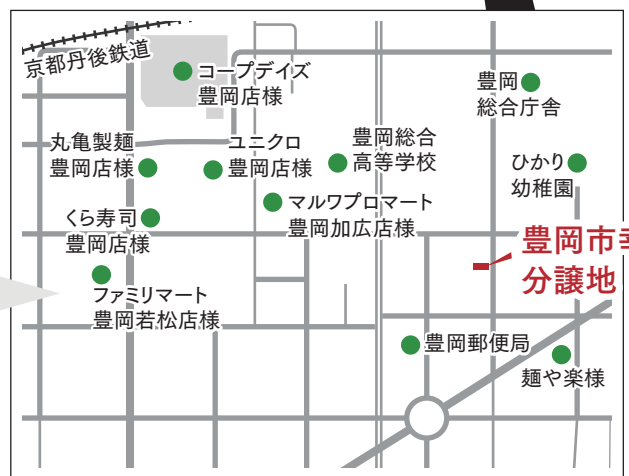 京都丹後鉄道
コープデイズ
豊岡店様
豊岡
総合庁舎
丸亀製麺
豊岡店様
ユニクロ
豊岡店様
豊岡総合
高等学校
ひかり
幼稚園
くら寿司
豊岡店様
マルワプロマート
豊岡加広店様
豊岡市幸
分譲地
ファミリマート
豊岡若松店様
豊岡郵便局
麺や楽様